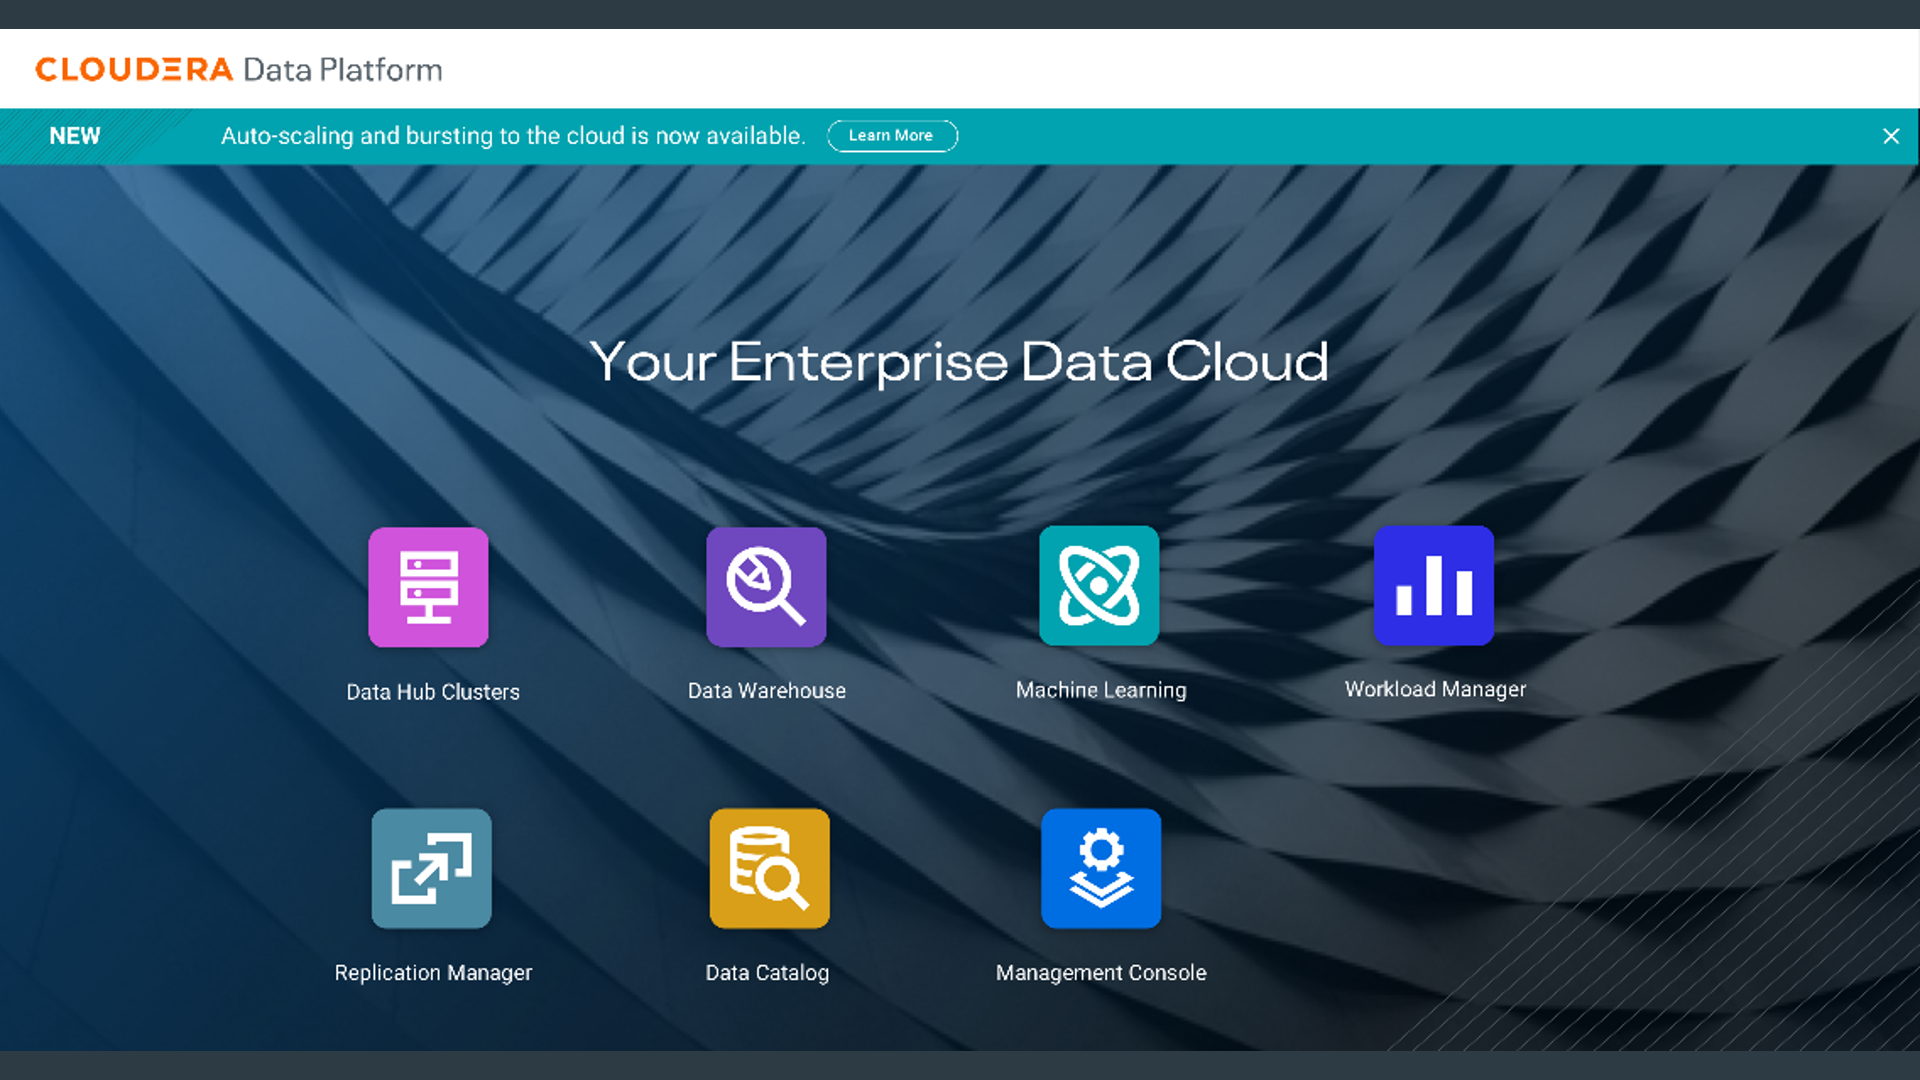 CLOUDERA Data Platform
NEW Auto-scaling and bursting to the cloud is now available. Learn More
Your Enterprise Data Cloud
Data Hub Clusters
Data Warehouse
Machine Learning
Workload Manager
Replication Manager
Data Catalog
Management Console